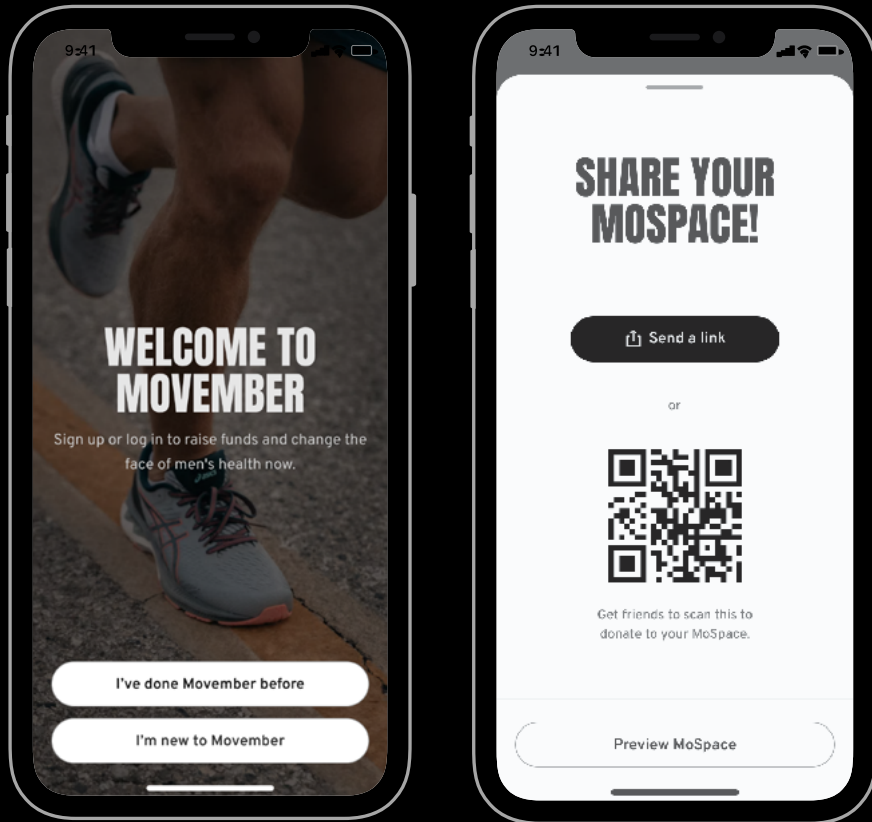 9:41
WELCOME TO
MOVEMBER
Sign up or log in to raise funds and change the
face of men's health now.
I've done Movember before
I'm new to Movember
9:41
SHARE YOUR
MOSPACE!
Send a link
or
Get friends to scan this to
donate to your MoSpace.
Preview MoSpace